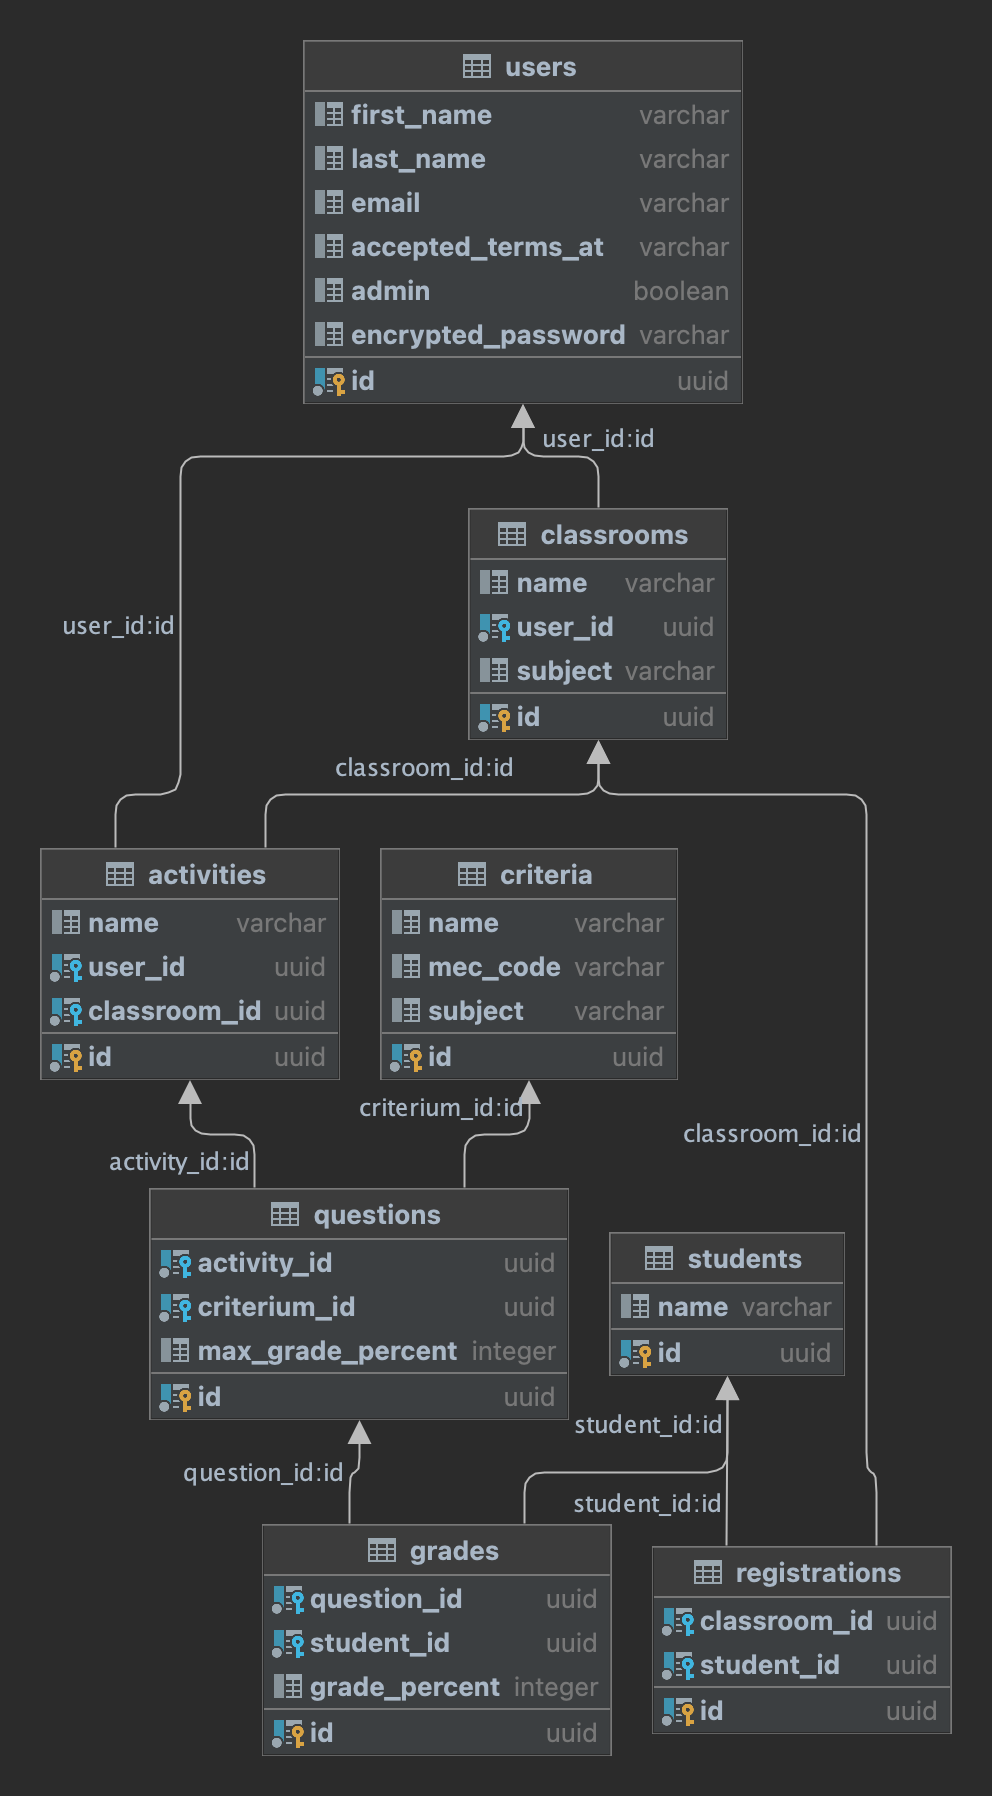 users
first_name varchar
last_name varchar
email varchar
accepted_terms_at varchar
admin boolean
encrypted_password varchar
id uuid
user_id:id
classrooms
name varchar
user_id uuid
subject varchar
id uuid
user_id:id
classroom_id:id
activities
name varchar
user_id uuid
classroom_id uuid
id uuid
criteria
name varchar
mec_code varchar
subject varchar
id uuid
criterium_id:id
classroom_id:id
activity_id:id
questions
activity_id uuid
criterium_id uuid
max_grade_percent integer
id uuid
students
name varchar
id uuid
student_id:id
question_id:id
student_id:id
grades
question_id uuid
student_id uuid
grade_percent integer
id uuid
registrations
classroom_id uuid
student_id uuid
id uuid